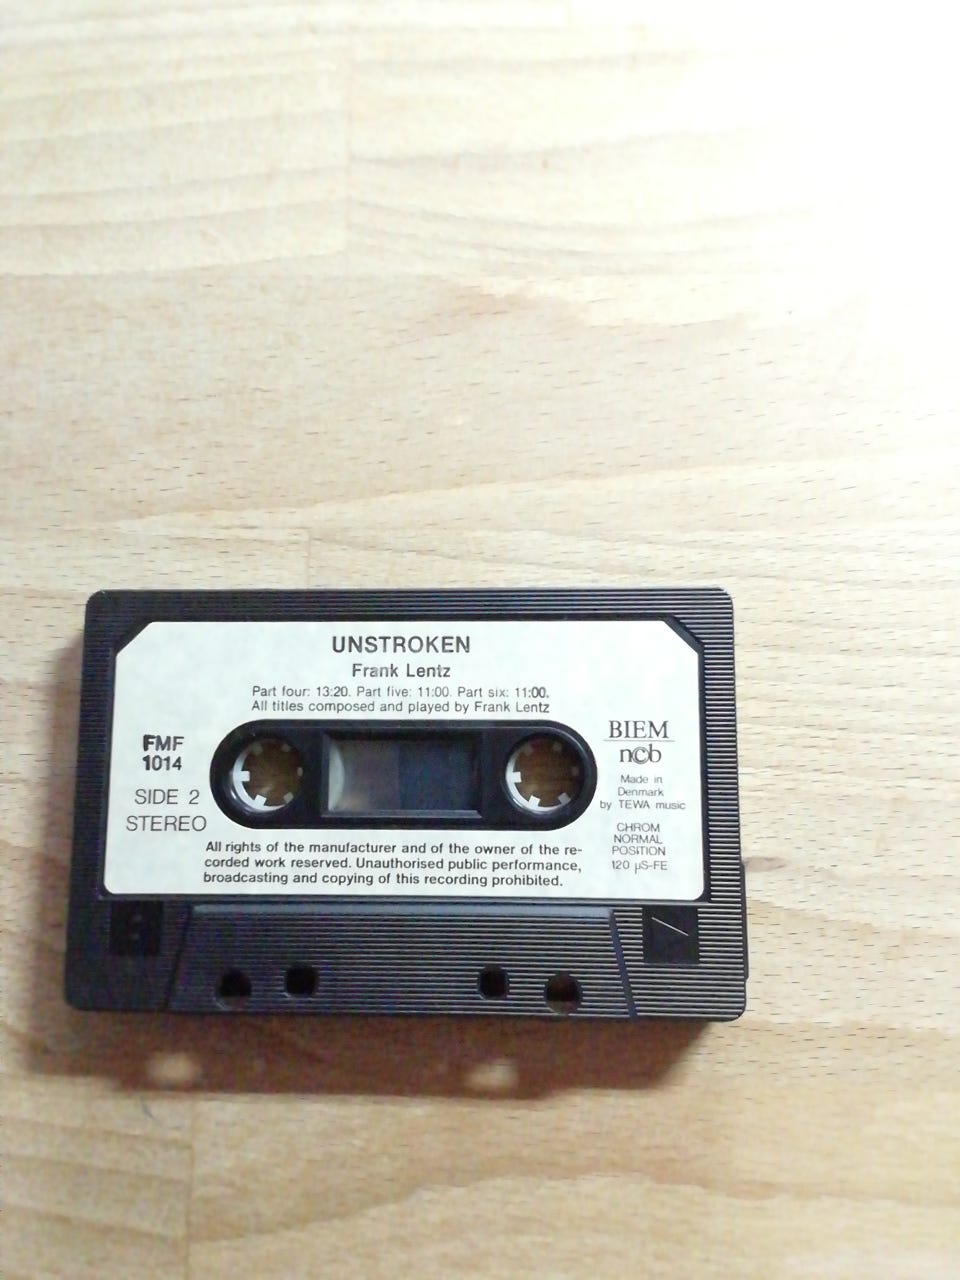 UNSTROKEN
Frank Lentz
Part four: 13:20. Part five: 11:00. Part six: 11:00.
All titles composed and played by Frank Lentz
FMF
1014
SIDE 2
STEREO
BIEM
n©b
Made in
Denmark
by TEWA music
CHROM
NORMAL
POSITION
120 µS-FE
All rights of the manufacturer and of the owner of the re-
corded work reserved. Unauthorised public performance,
broadcasting and copying of this recording prohibited.